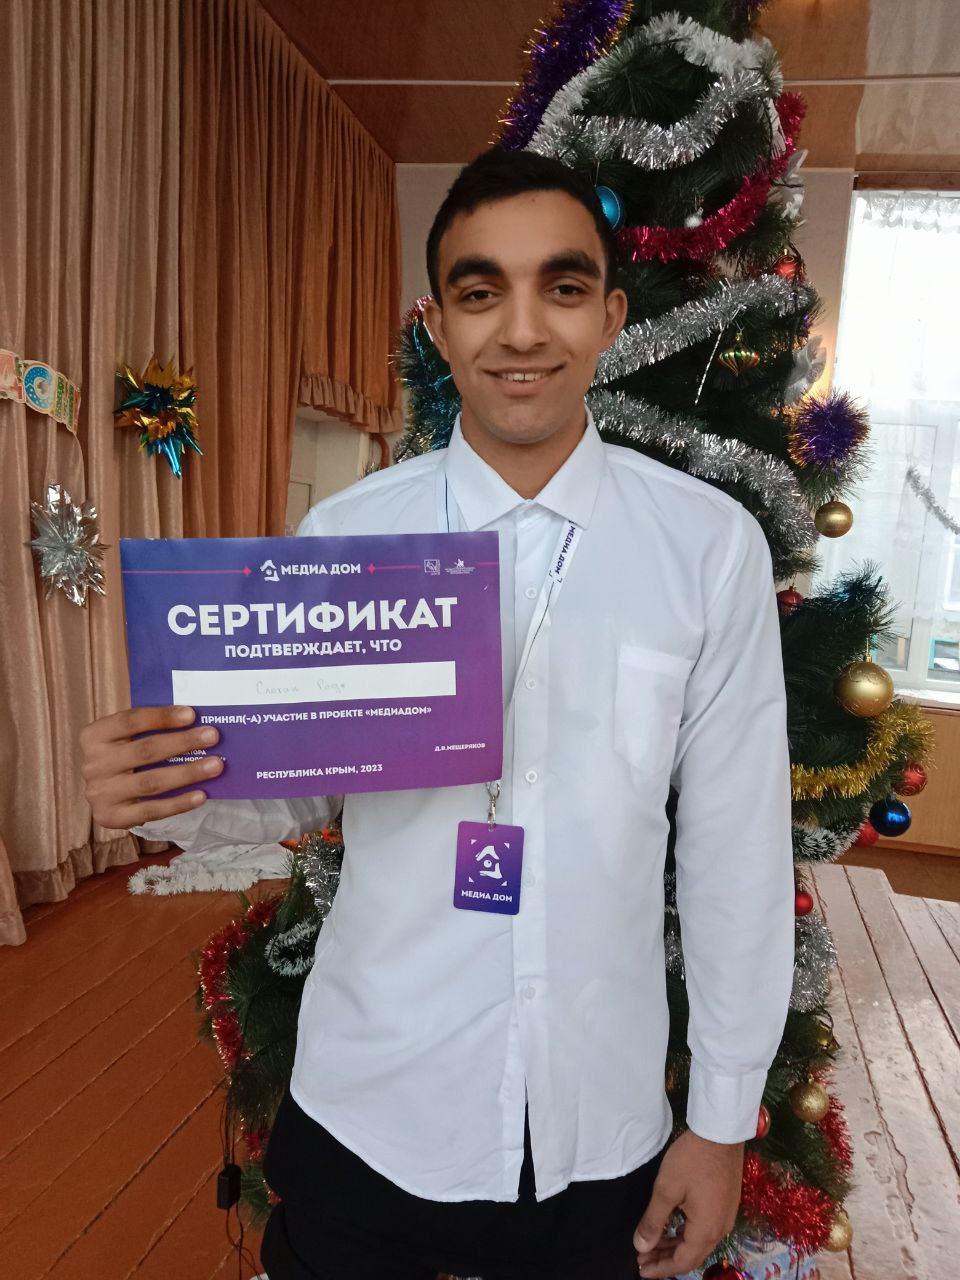 МЕДИА ДОМ
СЕРТИФИКАТ
ПОДТВЕРЖДАЕТ, ЧТО
ПРИНЯЛ(-А) УЧАСТИЕ В ПРОЕКТЕ «МЕДИАДОМ»
Д.В.МЕЩЕРЯКОВ
РЕСПУБЛИКА КРЫМ, 2023
МЕДИА ДОМ
МЕДИА ДОМ